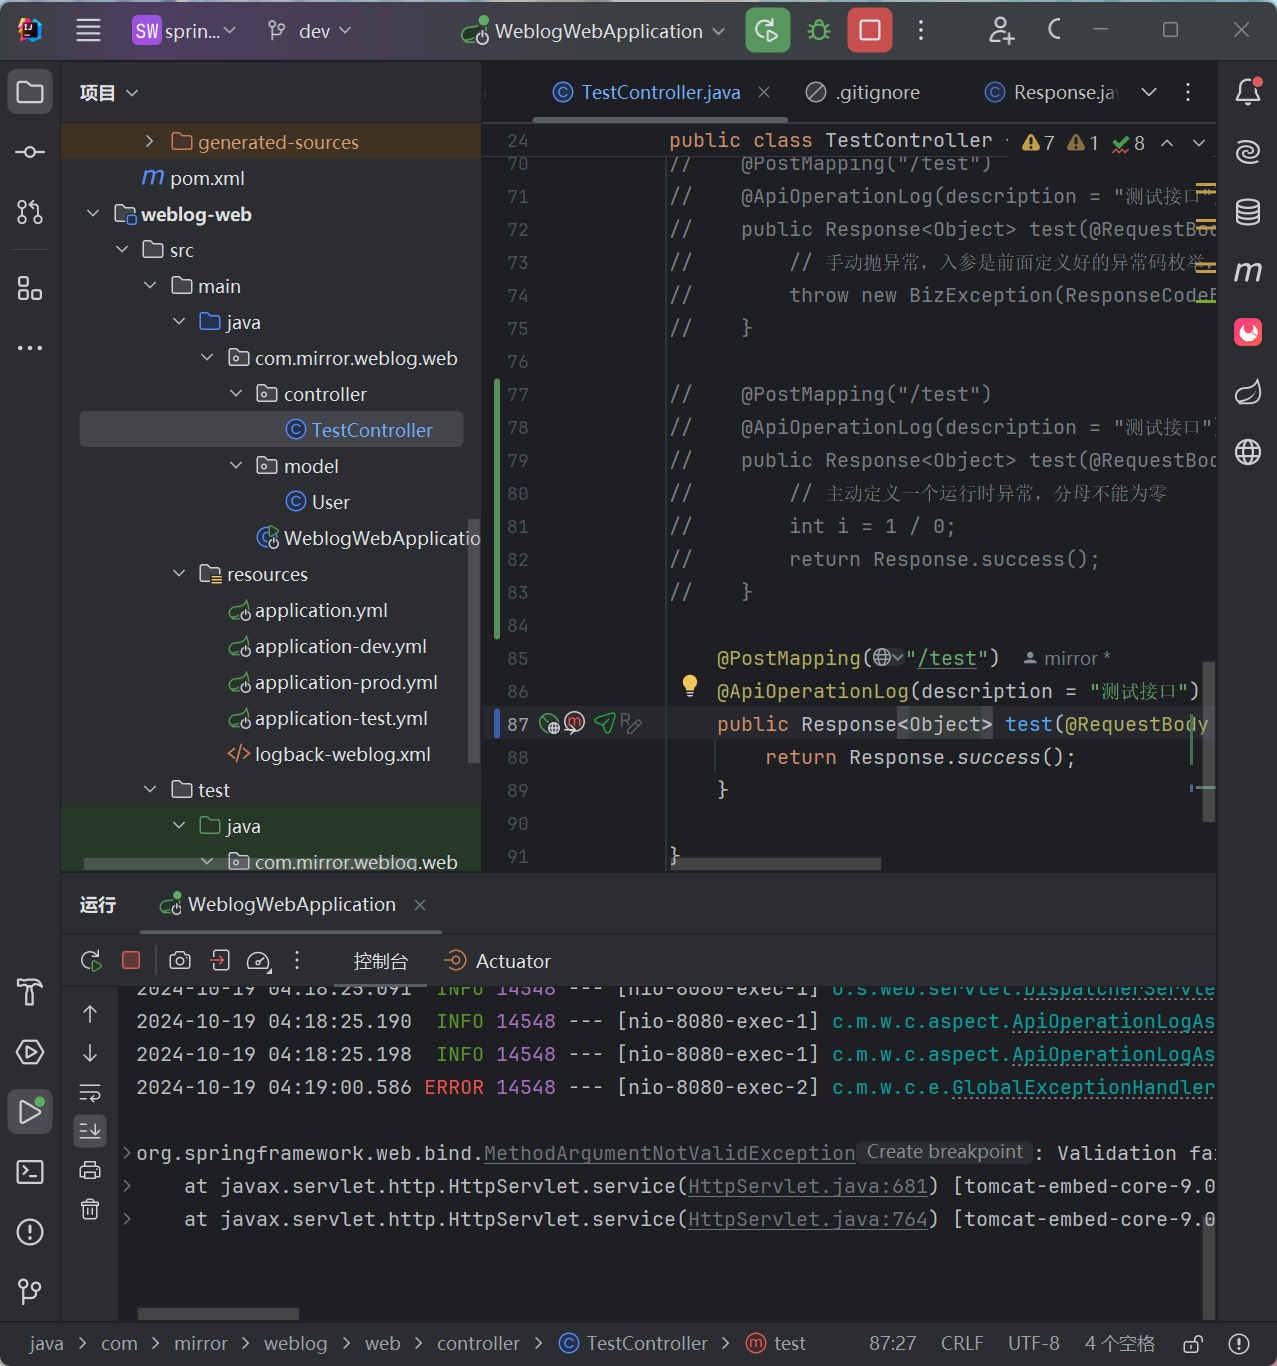 SW sprin... dev WeblogWebApplication
项目
TestController.java .gitignore Response.ja
generated-sources
pom.xml
weblog-web
src
main
java
com.mirror.weblog.web
controller
TestController
model
User
WeblogWebApplicatio
resources
application.yml
application-dev.yml
application-prod.yml
application-test.yml
logback-weblog.xml
test
java
com.mirror.weblog.web
24 public class TestController 7 1 8
70 // @PostMapping("/test")
71 // @ApiOperationLog(description = "测试接口"
72 // public Response<Object> test(@RequestBod
73 // // 手动抛异常，入参是前面定义好的异常码枚举，
74 // throw new BizException(ResponseCodeE
75 // }
76
77 // @PostMapping("/test")
78 // @ApiOperationLog(description = "测试接口")
79 // public Response<Object> test(@RequestBod
80 // // 主动定义一个运行时异常，分母不能为零
81 // int i = 1 / 0;
82 // return Response.success();
83 // }
84
85 @PostMapping("/test") mirror *
86 @ApiOperationLog(description = "测试接口")
87 public Response<Object> test(@RequestBody
88 return Response.success();
89 }
90
91 }
运行 WeblogWebApplication
控制台 Actuator
2024-10-19 04:18:25.091 INFO 14548 --- [nio-8080-exec-1] o.s.web.servlet.DispatcherServle
2024-10-19 04:18:25.190 INFO 14548 --- [nio-8080-exec-1] c.m.w.c.aspect.ApiOperationLogAs
2024-10-19 04:18:25.198 INFO 14548 --- [nio-8080-exec-1] c.m.w.c.aspect.ApiOperationLogAs
2024-10-19 04:19:00.586 ERROR 14548 --- [nio-8080-exec-2] c.m.w.c.e.GlobalExceptionHandler
org.springframework.web.bind.MethodArgumentNotValidException Create breakpoint : Validation fai
at javax.servlet.http.HttpServlet.service(HttpServlet.java:681) [tomcat-embed-core-9.0
at javax.servlet.http.HttpServlet.service(HttpServlet.java:764) [tomcat-embed-core-9.0
java > com > mirror > weblog > web > controller > TestController > test 87:27 CRLF UTF-8 4 个空格